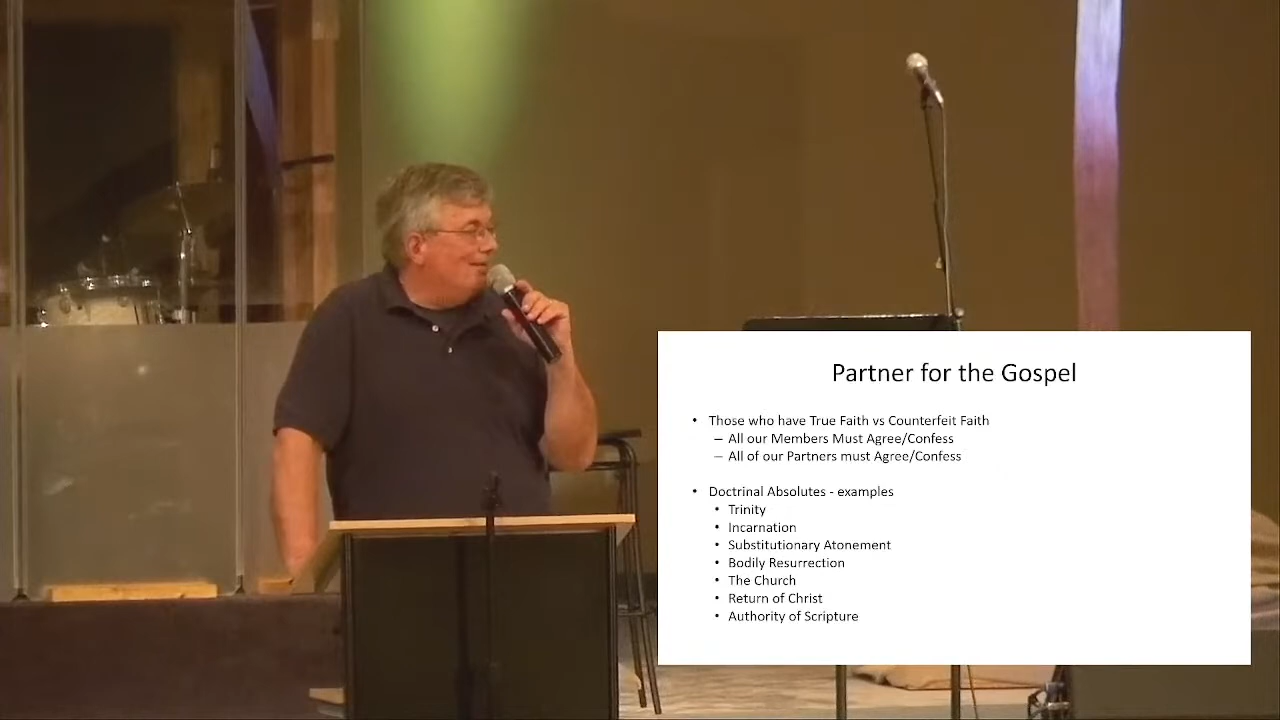 Partner for the Gospel
• Those who have True Faith vs Counterfeit Faith
– All our Members Must Agree/Confess
– All of our Partners must Agree/Confess
• Doctrinal Absolutes - examples
• Trinity
• Incarnation
• Substitutionary Atonement
• Bodily Resurrection
• The Church
• Return of Christ
• Authority of Scripture